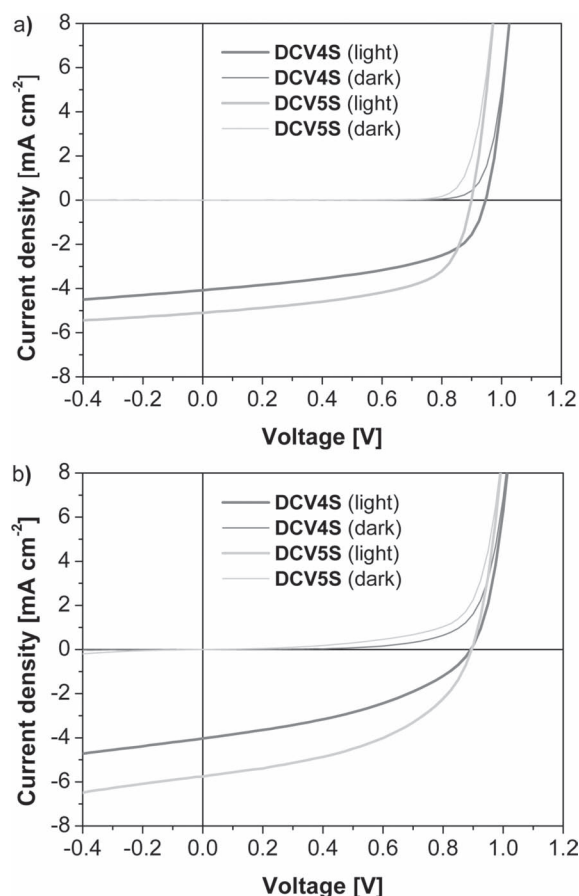 a)
8
6
4
2
0
-2
-4
-6
-8
Current density [mA cm⁻²]
DCV4S (light)
DCV4S (dark)
DCV5S (light)
DCV5S (dark)
-0.4 -0.2 0.0 0.2 0.4 0.6 0.8 1.0 1.2
Voltage [V]
b)
8
6
4
2
0
-2
-4
-6
-8
Current density [mA cm⁻²]
DCV4S (light)
DCV4S (dark)
DCV5S (light)
DCV5S (dark)
-0.4 -0.2 0.0 0.2 0.4 0.6 0.8 1.0 1.2
Voltage [V]